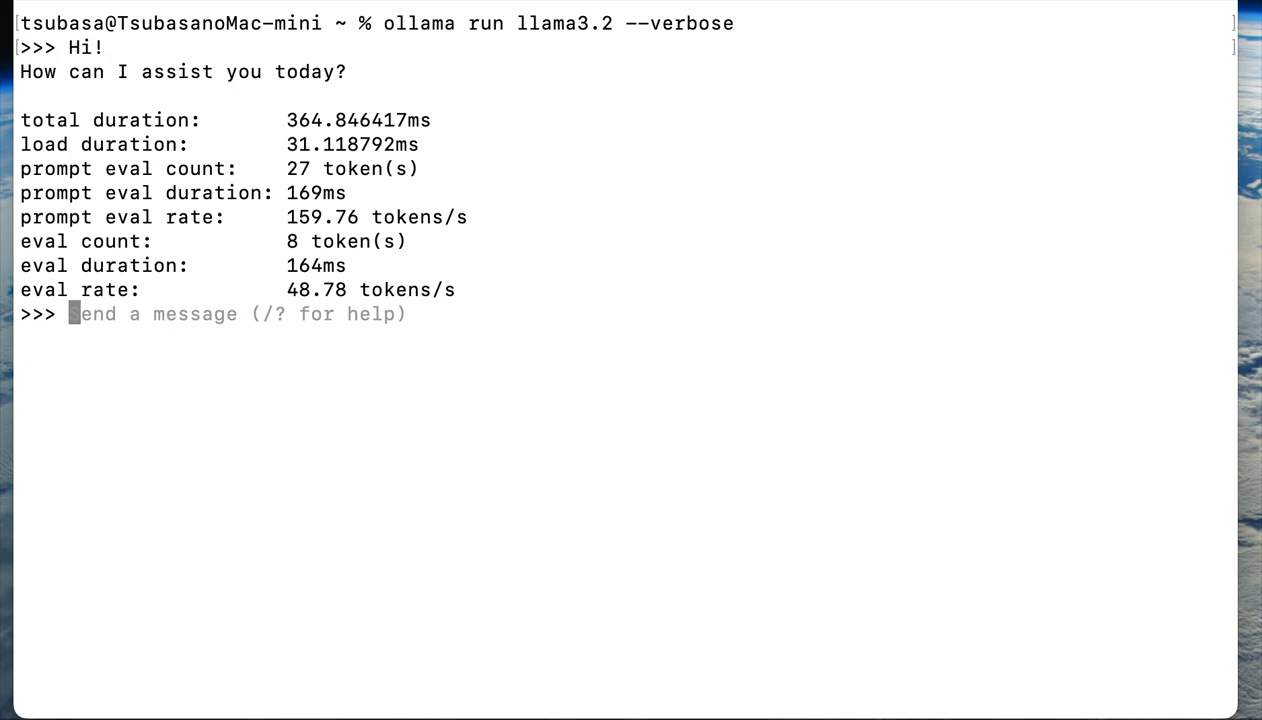 [tsubasa@TsubasanoMac-mini ~ % ollama run llama3.2 --verbose ]
[>>> Hi! ]
How can I assist you today?
total duration: 364.846417ms
load duration: 31.118792ms
prompt eval count: 27 token(s)
prompt eval duration: 169ms
prompt eval rate: 159.76 tokens/s
eval count: 8 token(s)
eval duration: 164ms
eval rate: 48.78 tokens/s
>>> Send a message (/? for help)